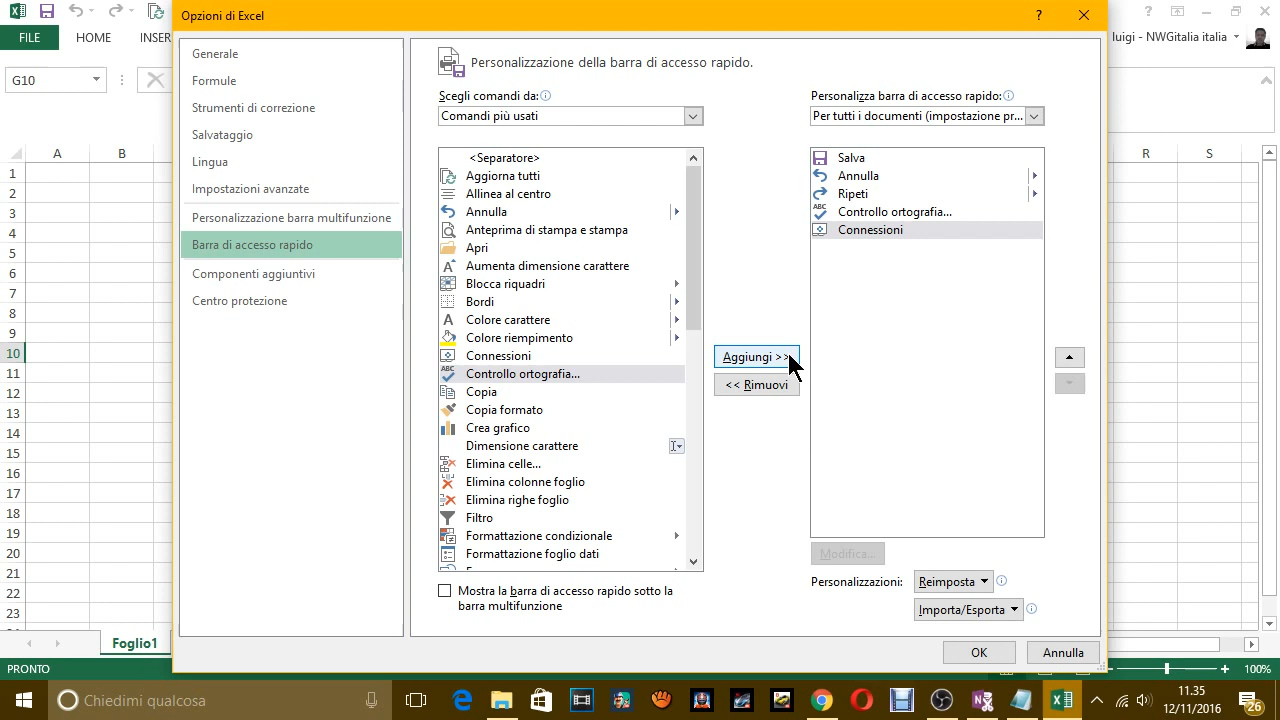 Opzioni di Excel
?
luigi - NWGitalia italia
FILE
HOME
INSER
G10
A
B
R
S
1
2
3
4
5
6
7
8
9
10
11
12
13
14
15
16
17
18
19
20
21
22
23
Generale
Formule
Strumenti di correzione
Salvataggio
Lingua
Impostazioni avanzate
Personalizzazione barra multifunzione
Barra di accesso rapido
Componenti aggiuntivi
Centro protezione
Personalizzazione della barra di accesso rapido.
Scegli comandi da:
Comandi più usati
<Separatore>
Aggiorna tutti
Allinea al centro
Annulla
Anteprima di stampa e stampa
Apri
Aumenta dimensione carattere
Blocca riquadri
Bordi
Colore carattere
Colore riempimento
Connessioni
Controllo ortografia...
Copia
Copia formato
Crea grafico
Dimensione carattere
Elimina celle...
Elimina colonne foglio
Elimina righe foglio
Filtro
Formattazione condizionale
Formattazione foglio dati
Mostra la barra di accesso rapido sotto la
barra multifunzione
Aggiungi >>
<< Rimuovi
Personalizza barra di accesso rapido:
Per tutti i documenti (impostazione pr...
Salva
Annulla
Ripeti
Controllo ortografia...
Connessioni
Modifica...
Personalizzazioni:
Reimposta
Importa/Esporta
OK
Annulla
Foglio1
PRONTO
100%
Chiedimi qualcosa
11.35
12/11/2016
26